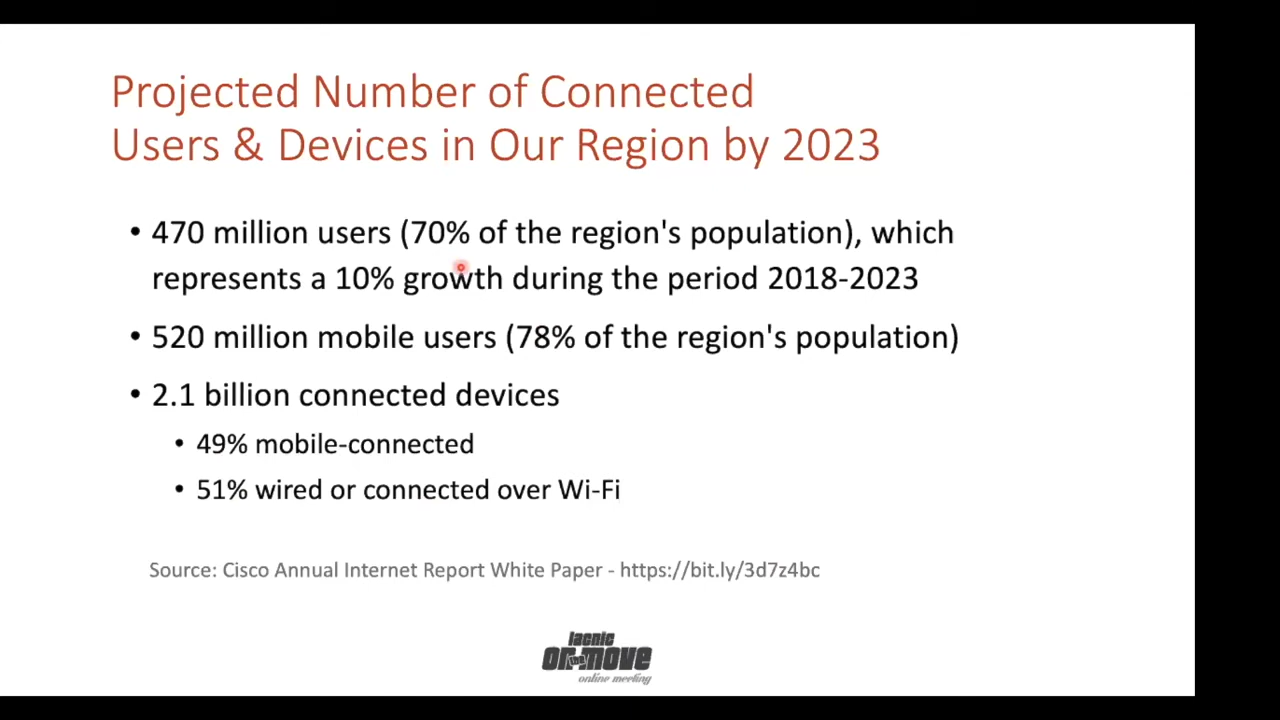 Projected Number of Connected
Users & Devices in Our Region by 2023
• 470 million users (70% of the region's population), which
represents a 10% growth during the period 2018-2023
• 520 million mobile users (78% of the region's population)
• 2.1 billion connected devices
• 49% mobile-connected
• 51% wired or connected over Wi-Fi
Source: Cisco Annual Internet Report White Paper - https://bit.ly/3d7z4bc
lacnic
on the move
online meeting